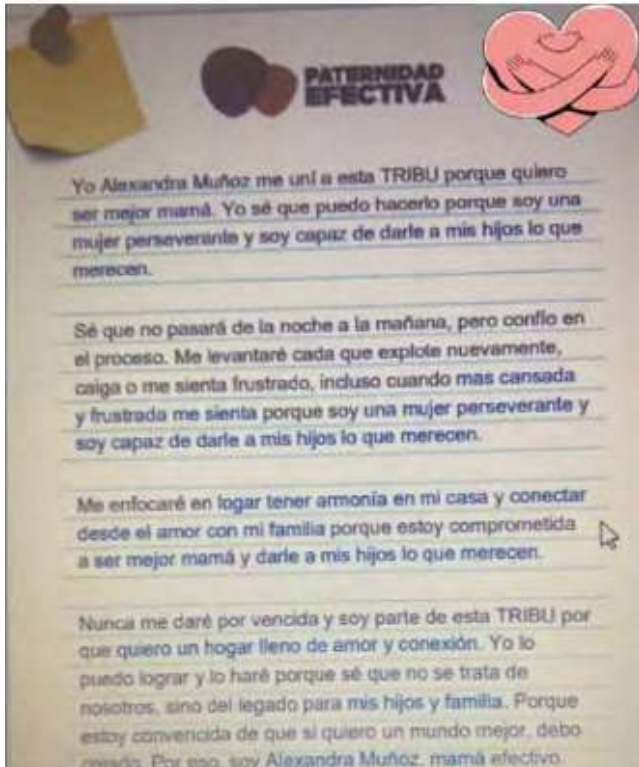 PATERNIDAD
EFECTIVA
Yo Alexandra Muñoz me uní a esta TRIBU porque quiero
ser mejor mamá. Yo sé que puedo hacerlo porque soy una
mujer perseverante y soy capaz de darle a mis hijos lo que
merecen.
Sé que no pasará de la noche a la mañana, pero confío en
el proceso. Me levantaré cada que explote nuevamente,
caiga o me sienta frustrado, incluso cuando mas cansada
y frustrada me sienta porque soy una mujer perseverante y
soy capaz de darle a mis hijos lo que merecen.
Me enfocaré en logar tener armonía en mi casa y conectar
desde el amor con mi familia porque estoy comprometida
a ser mejor mamá y darle a mis hijos lo que merecen.
Nunca me daré por vencida y soy parte de esta TRIBU por
que quiero un hogar lleno de amor y conexión. Yo lo
puedo lograr y lo haré porque sé que no se trata de
nosotros, sino del legado para mis hijos y familia. Porque
estoy convencida de que si quiero un mundo mejor, debo
Por eso, soy Alexandra Muñoz, mamá efectivo.